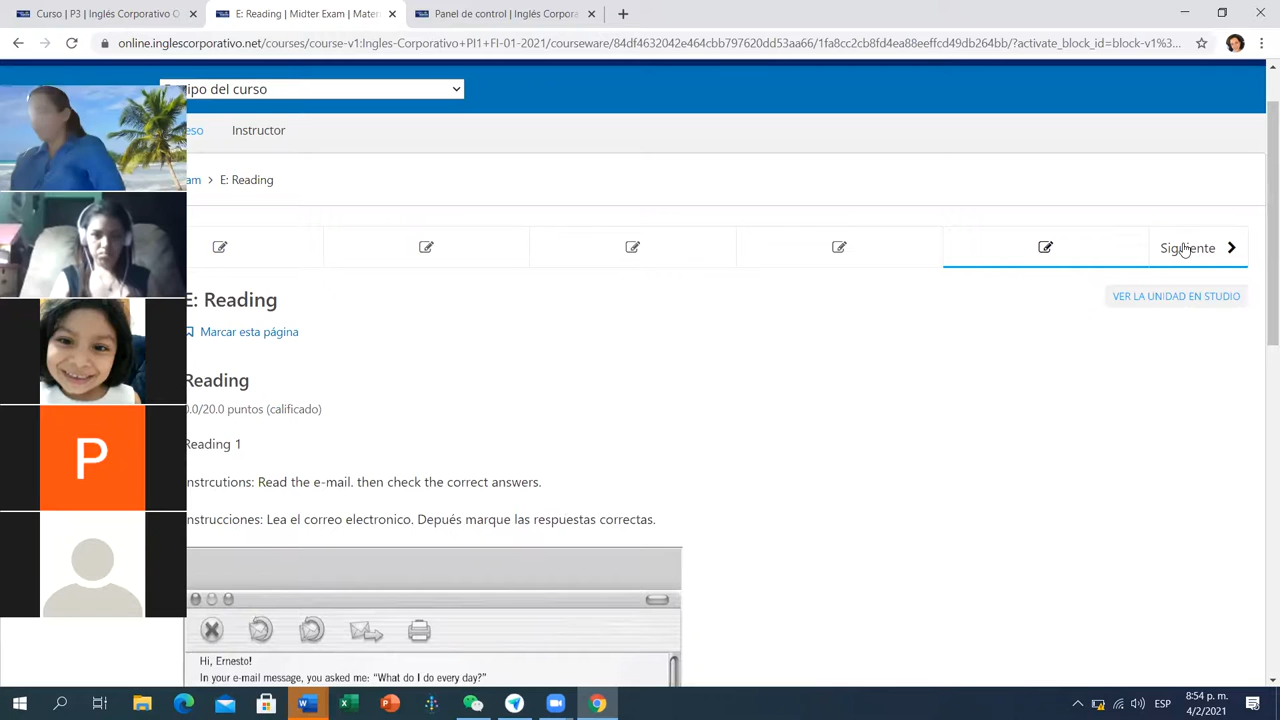 Curso | P3 | Inglés Corporativo O
E: Reading | Midter Exam | Mater
Panel de control | Inglés Corpora
online.inglescorporativo.net/courses/course-v1:Ingles-Corporativo+PI1+FI-01-2021/courseware/84df4632042e464cbb797620dd53aa66/1fa8cc2cb8fd4ea88eeffcd49db264bb/?activate_block_id=block-v1%3...
ipo del curso
eso
Instructor
am > E: Reading
Siguiente
E: Reading
VER LA UNIDAD EN STUDIO
Marcar esta página
Reading
0.0/20.0 puntos (calificado)
Reading 1
nstrcutions: Read the e-mail. then check the correct answers.
nstrucciones: Lea el correo electronico. Depués marque las respuestas correctas.
P
Hi, Ernesto!
In your e-mail message, you asked me: "What do I do every day?"
ESP
8:54 p. m.
4/2/2021